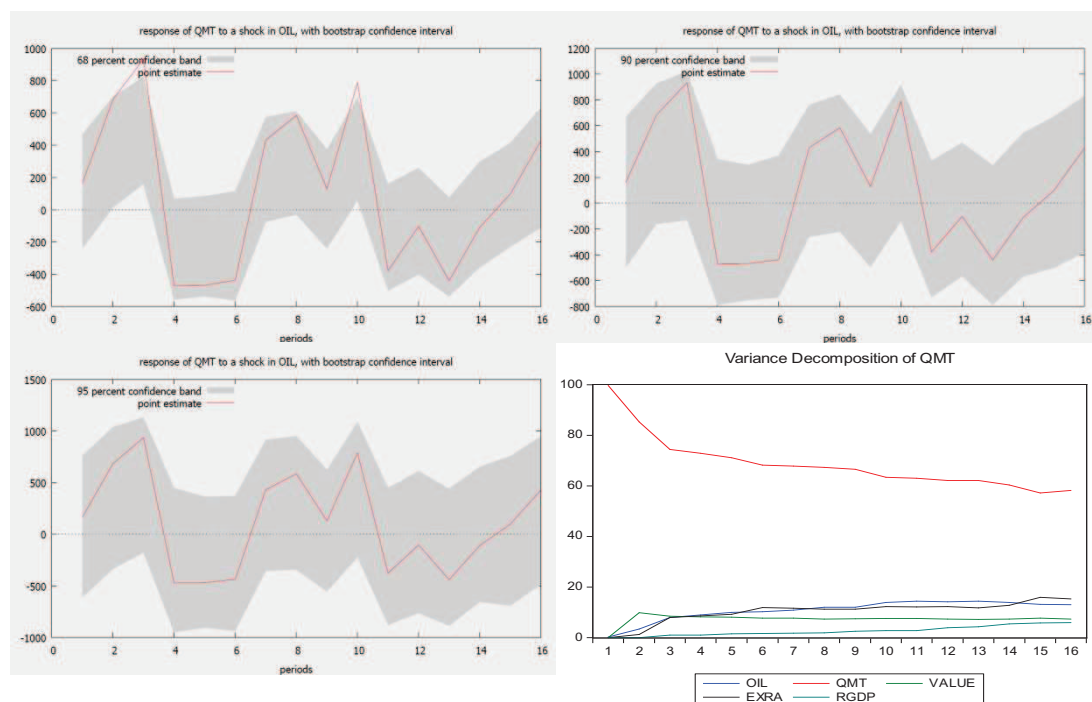 response of QMT to a shock in OIL, with bootstrap confidence interval
68 percent confidence band
point estimate
1000
800
600
400
200
0
-200
-400
-600
0 2 4 6 8 10 12 14 16
periods
response of QMT to a shock in OIL, with bootstrap confidence interval
90 percent confidence band
point estimate
1200
1000
800
600
400
200
0
-200
-400
-600
-800
0 2 4 6 8 10 12 14 16
periods
response of QMT to a shock in OIL, with bootstrap confidence interval
95 percent confidence band
point estimate
1500
1000
500
0
-500
-1000
0 2 4 6 8 10 12 14 16
periods
Variance Decomposition of QMT
100
80
60
40
20
0
1 2 3 4 5 6 7 8 9 10 11 12 13 14 15 16
OIL QMT VALUE
EXRA RGDP